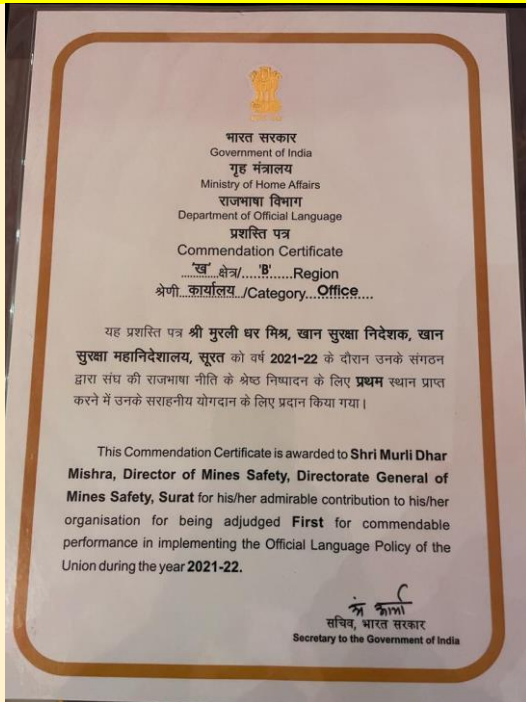 भारत सरकार
Government of India
गृह मंत्रालय
Ministry of Home Affairs
राजभाषा विभाग
Department of Official Language
प्रशस्ति पत्र
Commendation Certificate
'ख' क्षेत्र/ 'B' Region
श्रेणी कार्यालय /Category Office
यह प्रशस्ति पत्र श्री मुरली धर मिश्र, खान सुरक्षा निदेशक, खान
सुरक्षा महानिदेशालय, सूरत को वर्ष 2021-22 के दौरान उनके संगठन
द्वारा संघ की राजभाषा नीति के श्रेष्ठ निष्पादन के लिए प्रथम स्थान प्राप्त
करने में उनके सराहनीय योगदान के लिए प्रदान किया गया।
This Commendation Certificate is awarded to Shri Murli Dhar
Mishra, Director of Mines Safety, Directorate General of
Mines Safety, Surat for his/her admirable contribution to his/her
organisation for being adjudged First for commendable
performance in implementing the Official Language Policy of the
Union during the year 2021-22.
सचिव, भारत सरकार
Secretary to the Government of India